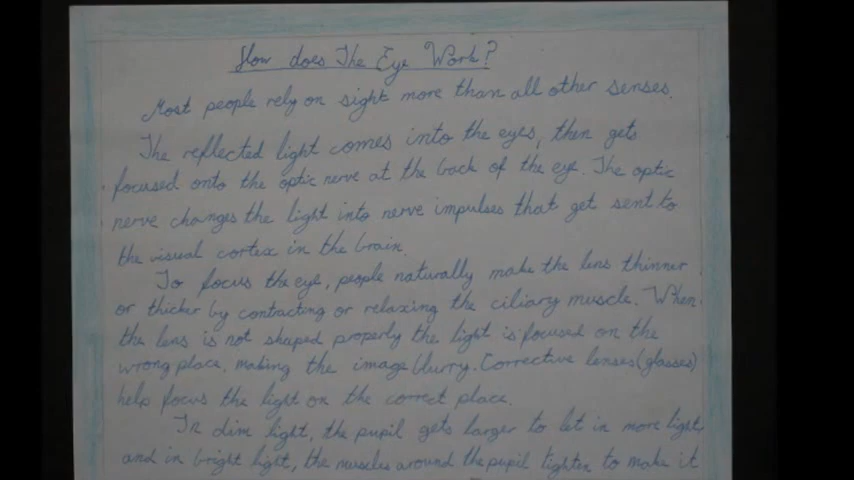 How does The Eye Work?
Most people rely on sight more than all other senses.
The reflected light comes into the eyes, then gets
focused onto the optic nerve at the back of the eye. The optic
nerve changes the light into nerve impulses that get sent to
the visual cortex in the brain.
To focus the eye, people naturally make the lens thinner
or thicker by contracting or relaxing the ciliary muscle. When
the lens is not shaped properly the light is focused on the
wrong place, making the image blurry. Corrective lenses (glasses)
help focus the light on the correct place.
In dim light, the pupil gets larger to let in more light,
and in bright light, the muscles around the pupil tighten to make it